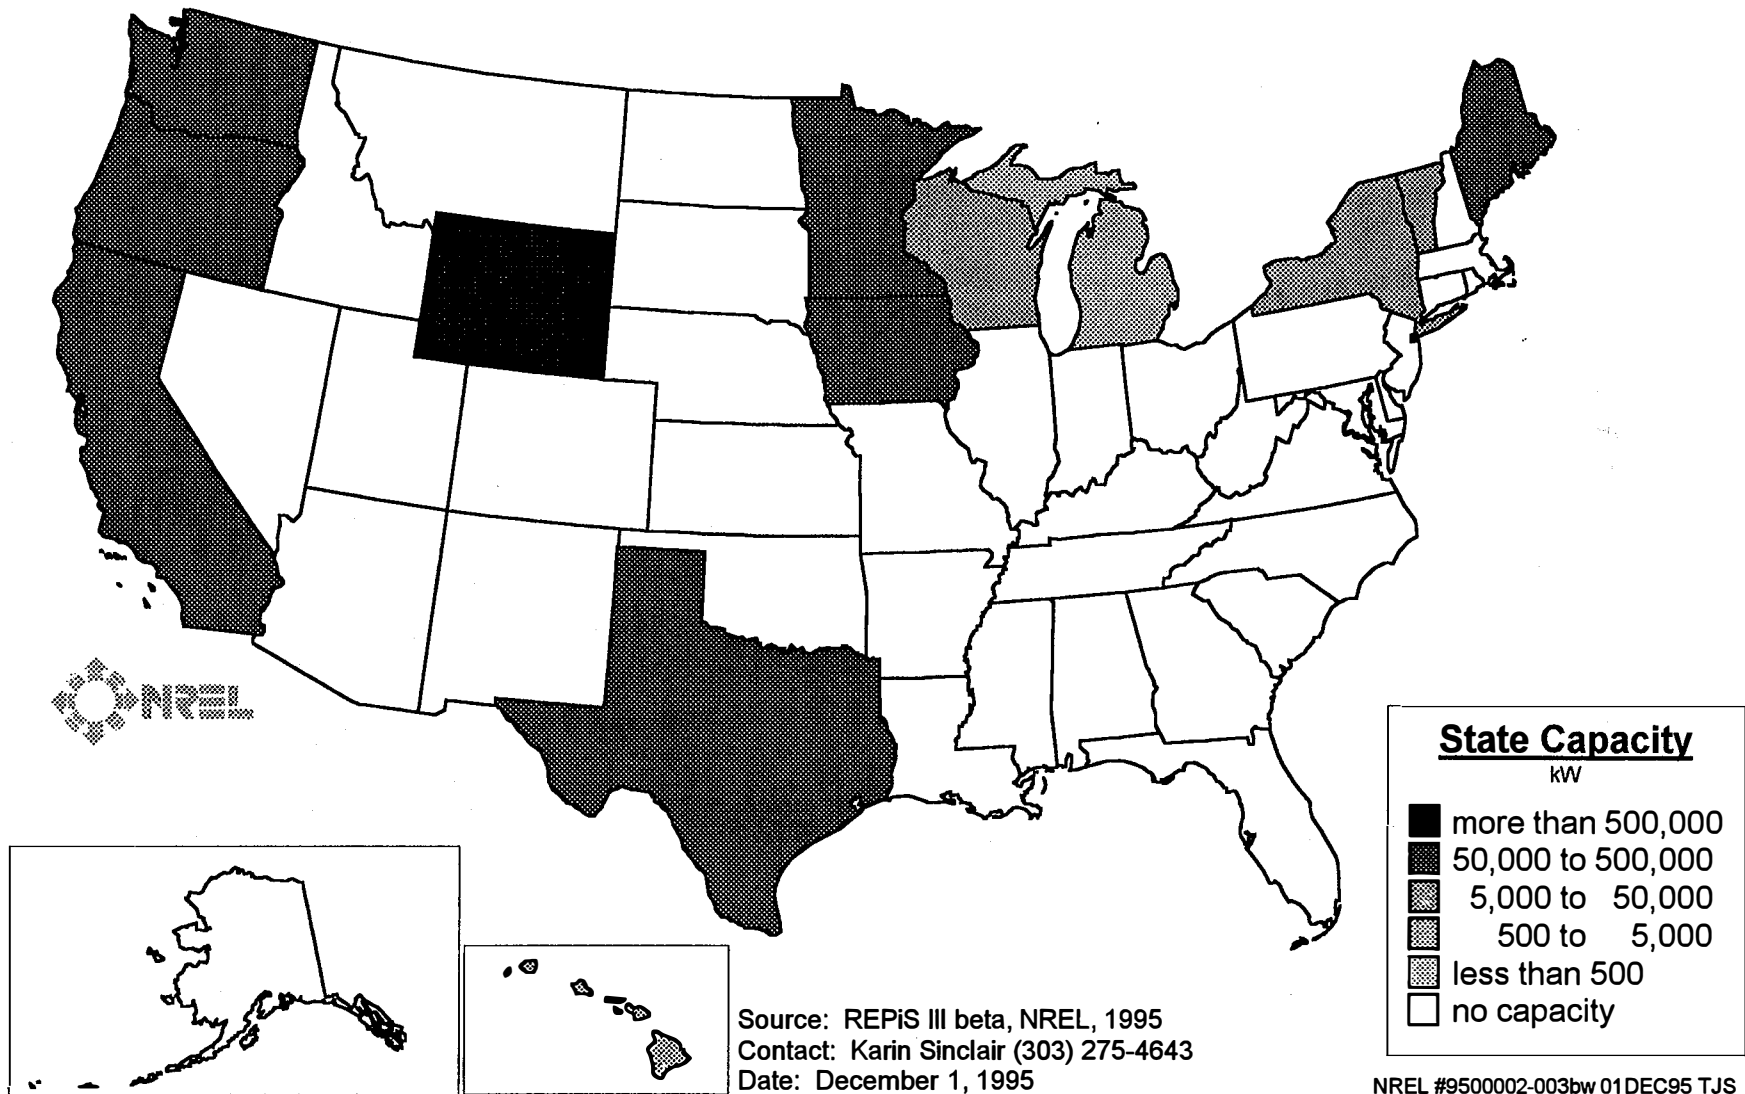 NREL
State Capacity
kW
more than 500,000
50,000 to 500,000
5,000 to 50,000
500 to 5,000
less than 500
no capacity
Source: REPiS III beta, NREL, 1995
Contact: Karin Sinclair (303) 275-4643
Date: December 1, 1995
NREL #9500002-003bw 01DEC95 TJS